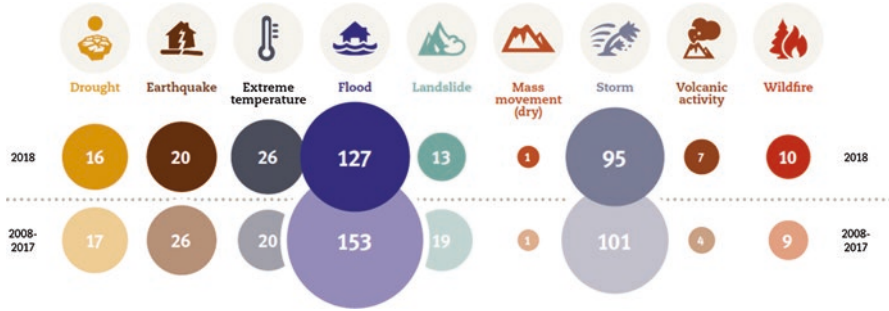 Drought
Earthquake
Extreme
temperature
Flood
Landslide
Mass
movement
(dry)
Storm
Volcanic
activity
Wildfire
2018 16 20 26 127 13 1 95 7 10 2018
2008-
2017
17 26 20 153 19 1 101 4 9
2008-
2017